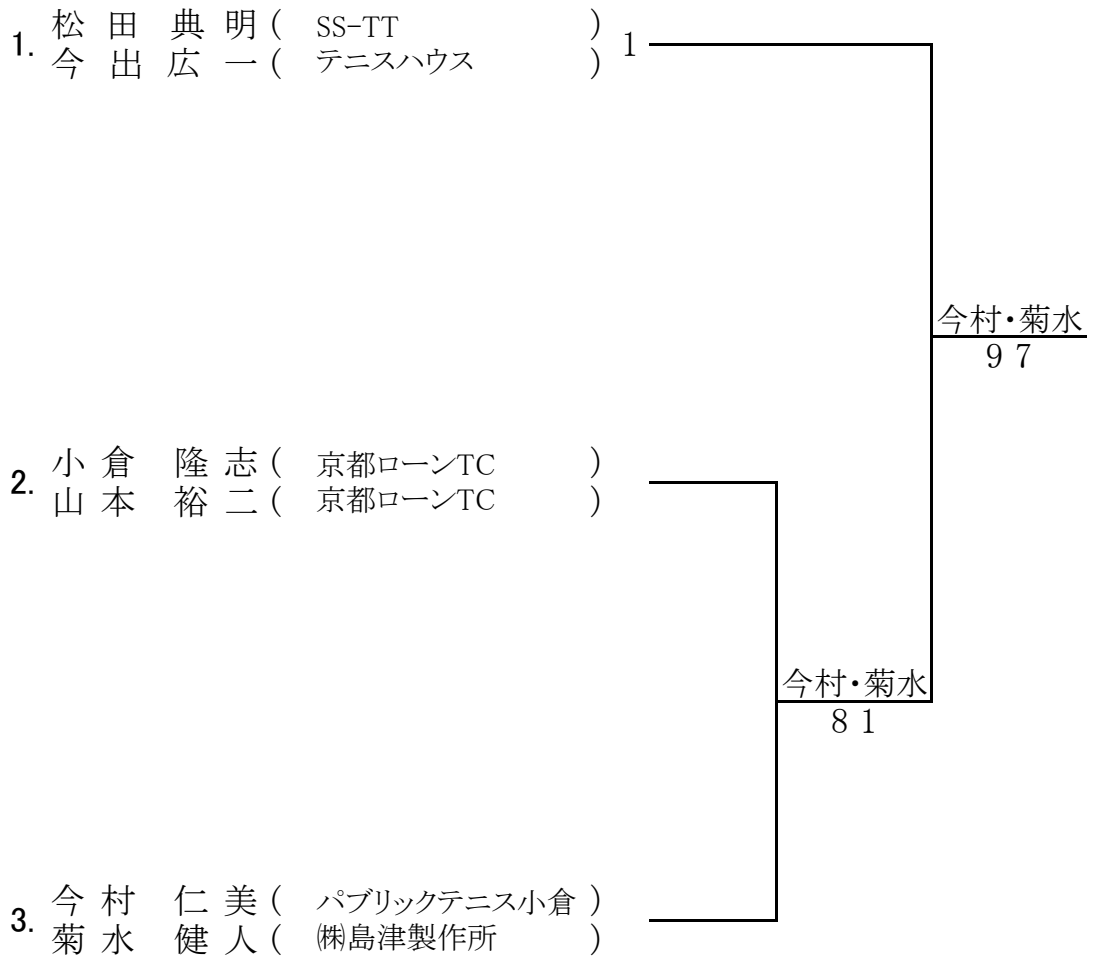 1. 松田 典明 ( SS-TT ) 1
今出 広一 ( テニスハウス )
今村・菊水
9 7
2. 小倉 隆志 ( 京都ローンTC )
山本 裕二 ( 京都ローンTC )
今村・菊水
8 1
3. 今村 仁美 ( パブリックテニス小倉 )
菊水 健人 ( ㈱島津製作所 )